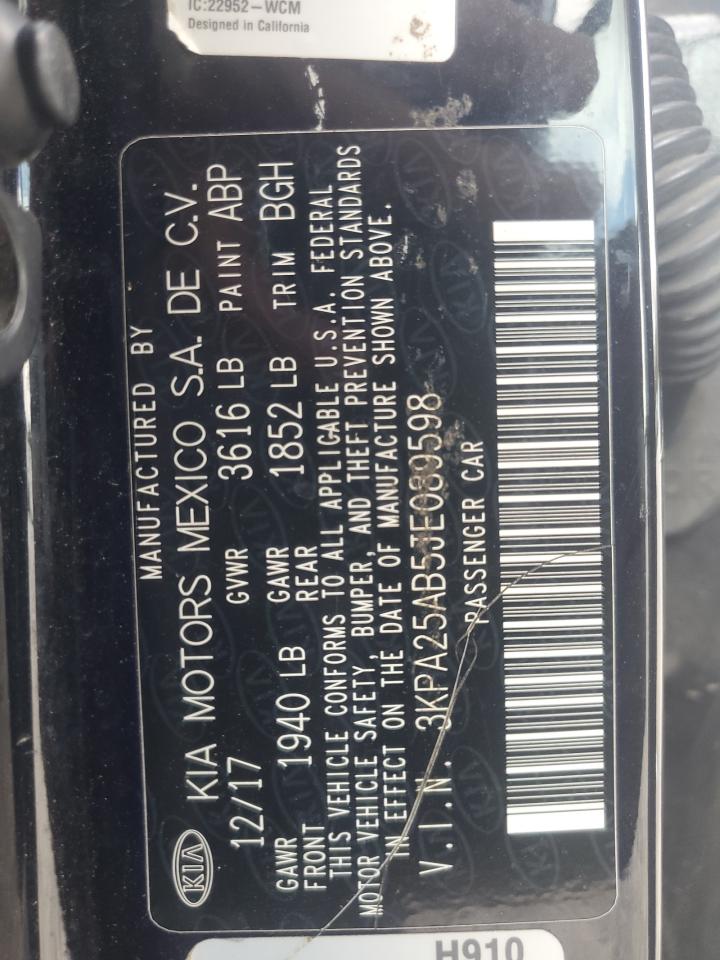 IC:22952-WCM
Designed in California
MANUFACTURED BY
KIA KIA MOTORS MEXICO S.A. DE C.V.
12/17 GVWR 3616 LB PAINT ABP
GAWR FRONT 1940 LB GAWR REAR 1852 LB TRIM BGH
THIS VEHICLE CONFORMS TO ALL APPLICABLE U.S.A. FEDERAL
MOTOR VEHICLE SAFETY, BUMPER, AND THEFT PREVENTION STANDARDS
IN EFFECT ON THE DATE OF MANUFACTURE SHOWN ABOVE.
V.I.N. 3KPA25AB5JE089598
PASSENGER CAR
H910